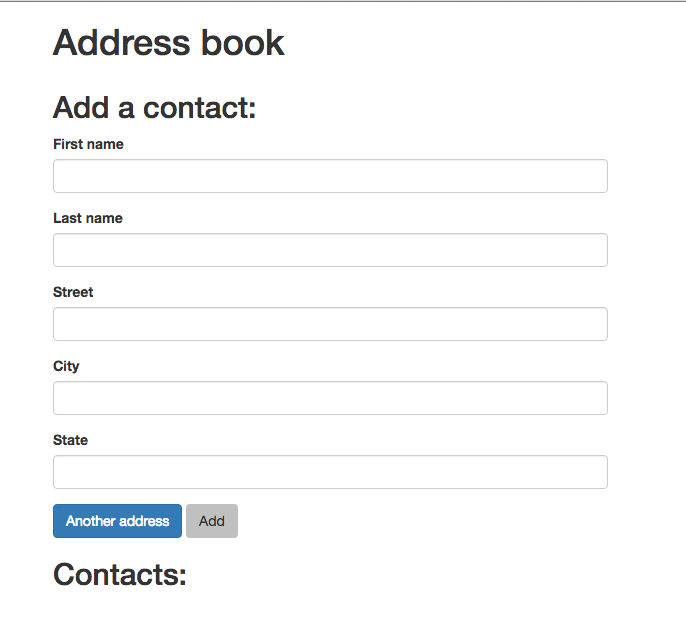 Address book
Add a contact:
First name
Last name
Street
City
State
Another address Add
Contacts: